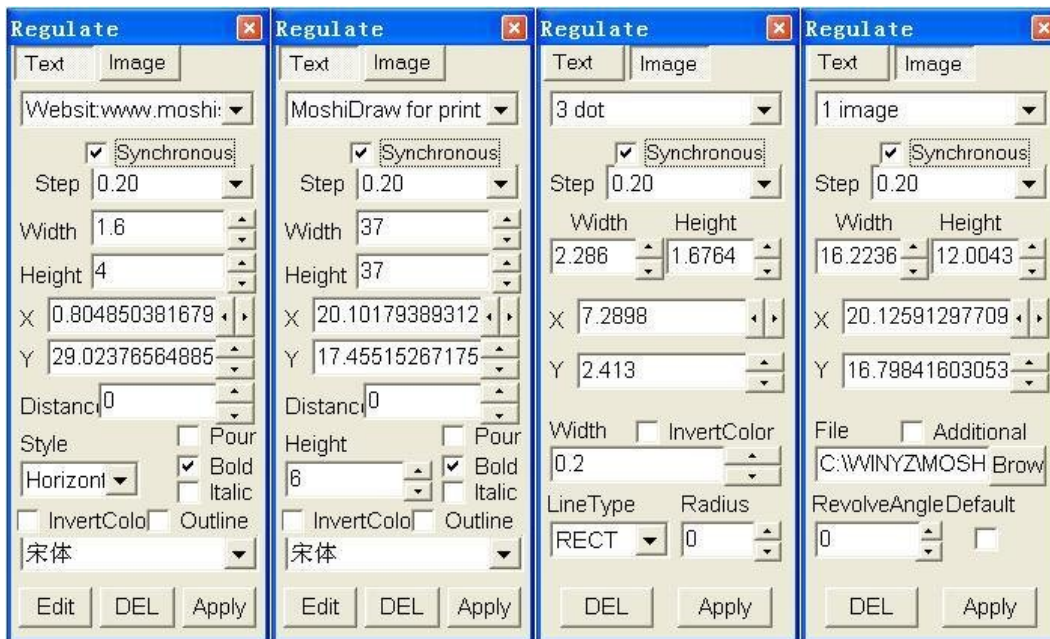 Regulate
Text Image
Websit:www.moshi:
Synchronous
Step 0.20
Width 1.6
Height 4
X 0.804850381679
Y 29.02376564885
Distanc 0
Style Pour
Horizont Bold
Italic
InvertColo Outline
宋体
Edit DEL Apply
Regulate
Text Image
MoshiDraw for print
Synchronous
Step 0.20
Width 37
Height 37
X 20.10179389312
Y 17.45515267175
Distanc 0
Height Pour
6 Bold
Italic
InvertColo Outline
宋体
Edit DEL Apply
Regulate
Text Image
3 dot
Synchronous
Step 0.20
Width Height
2.286 1.6764
X 7.2898
Y 2.413
Width InvertColor
0.2
LineType Radius
RECT 0
DEL Apply
Regulate
Text Image
1 image
Synchronous
Step 0.20
Width Height
16.2236 12.0043
X 20.12591297709
Y 16.79841603053
File Additional
C:\WINYZ\MOSH Brow
RevolveAngle Default
0
DEL Apply